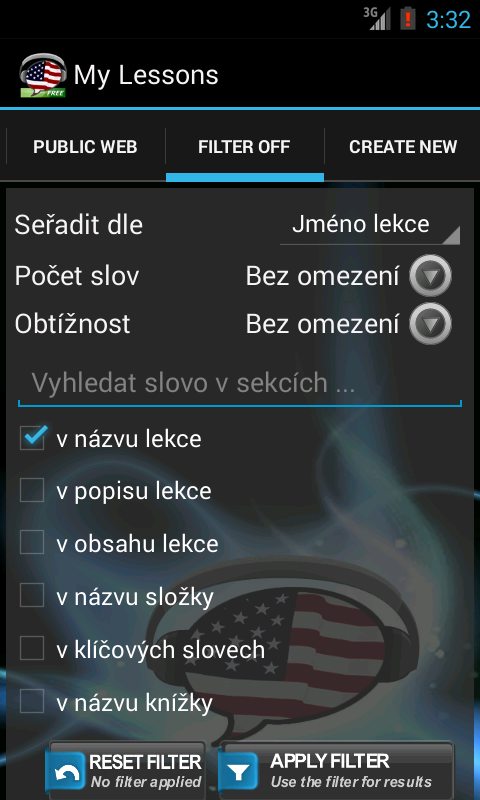 3G 3:32
FREE
My Lessons
PUBLIC WEB FILTER OFF CREATE NEW
Seřadit dle Jméno lekce
Počet slov Bez omezení
Obtížnost Bez omezení
Vyhledat slovo v sekcích ...
v názvu lekce
v popisu lekce
v obsahu lekce
v názvu složky
v klíčových slovech
v názvu knížky
RESET FILTER APPLY FILTER
No filter applied Use the filter for results